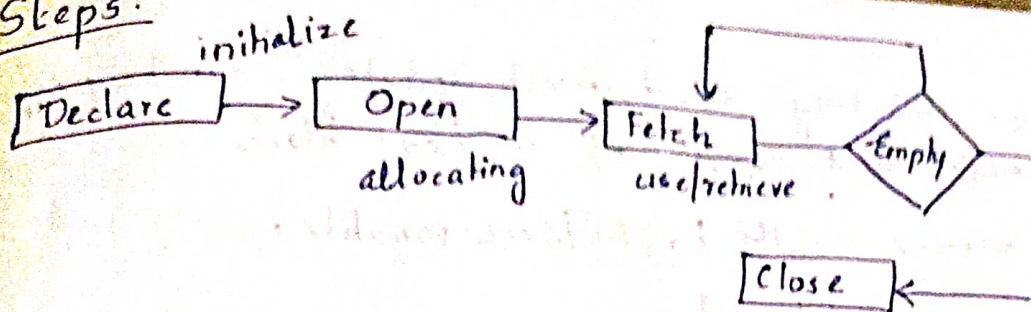 Steps:
initialize
Declare
Open
Fetch
Empty
allocating
use/retrieve.
Close